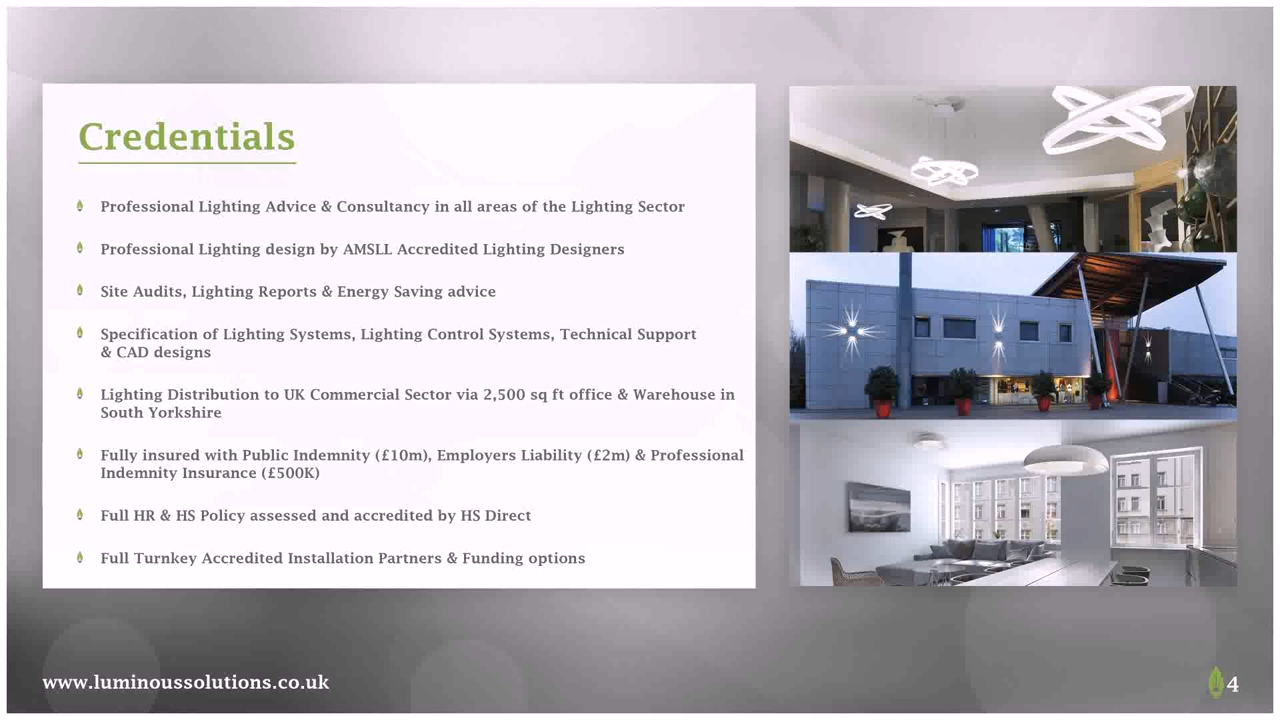 Credentials
Professional Lighting Advice & Consultancy in all areas of the Lighting Sector
Professional Lighting design by AMSLL Accredited Lighting Designers
Site Audits, Lighting Reports & Energy Saving advice
Specification of Lighting Systems, Lighting Control Systems, Technical Support
& CAD designs
Lighting Distribution to UK Commercial Sector via 2,500 sq ft office & Warehouse in
South Yorkshire
Fully insured with Public Indemnity (£10m), Employers Liability (£2m) & Professional
Indemnity Insurance (£500K)
Full HR & HS Policy assessed and accredited by HS Direct
Full Turnkey Accredited Installation Partners & Funding options
www.luminoussolutions.co.uk
4